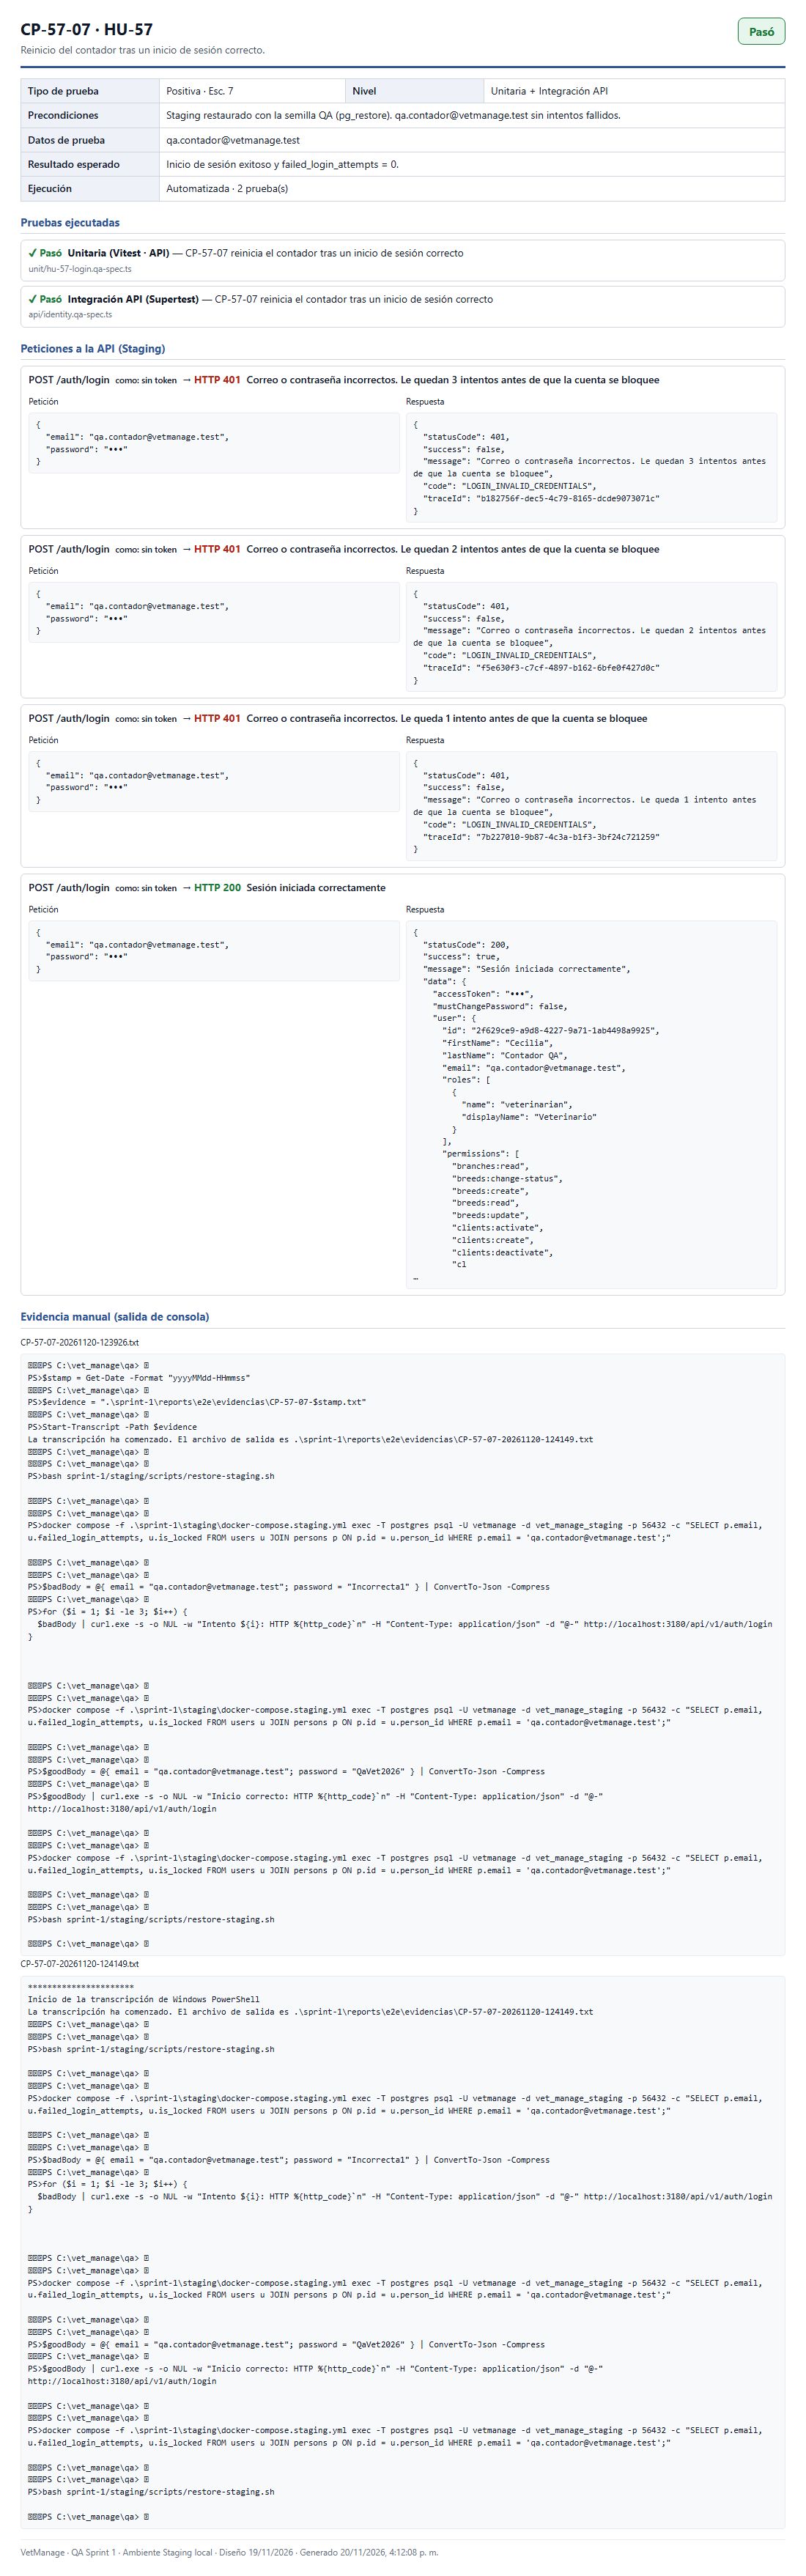 CP-57-07 · HU-57
Pasó
Reinicio del contador tras un inicio de sesión correcto.
Tipo de prueba Positiva · Esc. 7 Nivel Unitaria + Integración API
Precondiciones Staging restaurado con la semilla QA (pg_restore). qa.contador@vetmanage.test sin intentos fallidos.
Datos de prueba qa.contador@vetmanage.test
Resultado esperado Inicio de sesión exitoso y failed_login_attempts = 0.
Ejecución Automatizada · 2 prueba(s)
Pruebas ejecutadas
✓ Pasó Unitaria (Vitest · API) — CP-57-07 reinicia el contador tras un inicio de sesión correcto
unit/hu-57-login.qa-spec.ts
✓ Pasó Integración API (Supertest) — CP-57-07 reinicia el contador tras un inicio de sesión correcto
api/identity.qa-spec.ts
Peticiones a la API (Staging)
POST /auth/login como: sin token → HTTP 401 Correo o contraseña incorrectos. Le quedan 3 intentos antes de que la cuenta se bloquee
Petición
{
"email": "qa.contador@vetmanage.test",
"password": "•••"
}
Respuesta
{
"statusCode": 401,
"success": false,
"message": "Correo o contraseña incorrectos. Le quedan 3 intentos antes
de que la cuenta se bloquee",
"code": "LOGIN_INVALID_CREDENTIALS",
"traceId": "b182756f-dec5-4c79-8165-dcde9073071c"
}
POST /auth/login como: sin token → HTTP 401 Correo o contraseña incorrectos. Le quedan 2 intentos antes de que la cuenta se bloquee
Petición
{
"email": "qa.contador@vetmanage.test",
"password": "•••"
}
Respuesta
{
"statusCode": 401,
"success": false,
"message": "Correo o contraseña incorrectos. Le quedan 2 intentos antes
de que la cuenta se bloquee",
"code": "LOGIN_INVALID_CREDENTIALS",
"traceId": "f5e630f3-c7cf-4897-b162-6bfe0f427d0c"
}
POST /auth/login como: sin token → HTTP 401 Correo o contraseña incorrectos. Le queda 1 intento antes de que la cuenta se bloquee
Petición
{
"email": "qa.contador@vetmanage.test",
"password": "•••"
}
Respuesta
{
"statusCode": 401,
"success": false,
"message": "Correo o contraseña incorrectos. Le queda 1 intento antes
de que la cuenta se bloquee",
"code": "LOGIN_INVALID_CREDENTIALS",
"traceId": "7b227010-9b87-4c3a-b1f3-3bf24c721259"
}
POST /auth/login como: sin token → HTTP 200 Sesión iniciada correctamente
Petición
{
"email": "qa.contador@vetmanage.test",
"password": "•••"
}
Respuesta
{
"statusCode": 200,
"success": true,
"message": "Sesión iniciada correctamente",
"data": {
"accessToken": "•••",
"mustChangePassword": false,
"user": {
"id": "2f629ce9-a9d8-4227-9a71-1ab4498a9925",
"firstName": "Cecilia",
"lastName": "Contador QA",
"email": "qa.contador@vetmanage.test",
"roles": [
{
"name": "veterinarian",
"displayName": "Veterinario"
}
],
"permissions": [
"branches:read",
"breeds:change-status",
"breeds:create",
"breeds:read",
"breeds:update",
"clients:activate",
"clients:create",
"clients:deactivate",
"cl
…
Evidencia manual (salida de consola)
CP-57-07-20261120-123926.txt
PS C:\vet_manage\qa>
PS>$stamp = Get-Date -Format "yyyyMMdd-HHmmss"
PS C:\vet_manage\qa>
PS>$evidence = ".\sprint-1\reports\e2e\evidencias\CP-57-07-$stamp.txt"
PS C:\vet_manage\qa>
PS>Start-Transcript -Path $evidence
La transcripción ha comenzado. El archivo de salida es .\sprint-1\reports\e2e\evidencias\CP-57-07-20261120-124149.txt
PS C:\vet_manage\qa>
PS C:\vet_manage\qa>
PS>bash sprint-1/staging/scripts/restore-staging.sh
PS C:\vet_manage\qa>
PS C:\vet_manage\qa>
PS>docker compose -f .\sprint-1\staging\docker-compose.staging.yml exec -T postgres psql -U vetmanage -d vet_manage_staging -p 56432 -c "SELECT p.email,
u.failed_login_attempts, u.is_locked FROM users u JOIN persons p ON p.id = u.person_id WHERE p.email = 'qa.contador@vetmanage.test';"
PS C:\vet_manage\qa>
PS C:\vet_manage\qa>
PS>$badBody = @{ email = "qa.contador@vetmanage.test"; password = "Incorrecta1" } | ConvertTo-Json -Compress
PS C:\vet_manage\qa>
PS>for ($i = 1; $i -le 3; $i++) {
$badBody | curl.exe -s -o NUL -w "Intento ${i}: HTTP %{http_code}`n" -H "Content-Type: application/json" -d "@-" http://localhost:3180/api/v1/auth/login
}
PS C:\vet_manage\qa>
PS C:\vet_manage\qa>
PS>docker compose -f .\sprint-1\staging\docker-compose.staging.yml exec -T postgres psql -U vetmanage -d vet_manage_staging -p 56432 -c "SELECT p.email,
u.failed_login_attempts, u.is_locked FROM users u JOIN persons p ON p.id = u.person_id WHERE p.email = 'qa.contador@vetmanage.test';"
PS C:\vet_manage\qa>
PS C:\vet_manage\qa>
PS>$goodBody = @{ email = "qa.contador@vetmanage.test"; password = "QaVet2026" } | ConvertTo-Json -Compress
PS C:\vet_manage\qa>
PS>$goodBody | curl.exe -s -o NUL -w "Inicio correcto: HTTP %{http_code}`n" -H "Content-Type: application/json" -d "@-"
http://localhost:3180/api/v1/auth/login
PS C:\vet_manage\qa>
PS C:\vet_manage\qa>
PS>docker compose -f .\sprint-1\staging\docker-compose.staging.yml exec -T postgres psql -U vetmanage -d vet_manage_staging -p 56432 -c "SELECT p.email,
u.failed_login_attempts, u.is_locked FROM users u JOIN persons p ON p.id = u.person_id WHERE p.email = 'qa.contador@vetmanage.test';"
PS C:\vet_manage\qa>
PS C:\vet_manage\qa>
PS>bash sprint-1/staging/scripts/restore-staging.sh
PS C:\vet_manage\qa>
CP-57-07-20261120-124149.txt
**********************
Inicio de la transcripción de Windows PowerShell
La transcripción ha comenzado. El archivo de salida es .\sprint-1\reports\e2e\evidencias\CP-57-07-20261120-124149.txt
PS C:\vet_manage\qa>
PS C:\vet_manage\qa>
PS>bash sprint-1/staging/scripts/restore-staging.sh
PS C:\vet_manage\qa>
PS C:\vet_manage\qa>
PS>docker compose -f .\sprint-1\staging\docker-compose.staging.yml exec -T postgres psql -U vetmanage -d vet_manage_staging -p 56432 -c "SELECT p.email,
u.failed_login_attempts, u.is_locked FROM users u JOIN persons p ON p.id = u.person_id WHERE p.email = 'qa.contador@vetmanage.test';"
PS C:\vet_manage\qa>
PS C:\vet_manage\qa>
PS>$badBody = @{ email = "qa.contador@vetmanage.test"; password = "Incorrecta1" } | ConvertTo-Json -Compress
PS C:\vet_manage\qa>
PS>for ($i = 1; $i -le 3; $i++) {
$badBody | curl.exe -s -o NUL -w "Intento ${i}: HTTP %{http_code}`n" -H "Content-Type: application/json" -d "@-" http://localhost:3180/api/v1/auth/login
}
PS C:\vet_manage\qa>
PS C:\vet_manage\qa>
PS>docker compose -f .\sprint-1\staging\docker-compose.staging.yml exec -T postgres psql -U vetmanage -d vet_manage_staging -p 56432 -c "SELECT p.email,
u.failed_login_attempts, u.is_locked FROM users u JOIN persons p ON p.id = u.person_id WHERE p.email = 'qa.contador@vetmanage.test';"
PS C:\vet_manage\qa>
PS C:\vet_manage\qa>
PS>$goodBody = @{ email = "qa.contador@vetmanage.test"; password = "QaVet2026" } | ConvertTo-Json -Compress
PS C:\vet_manage\qa>
PS>$goodBody | curl.exe -s -o NUL -w "Inicio correcto: HTTP %{http_code}`n" -H "Content-Type: application/json" -d "@-"
http://localhost:3180/api/v1/auth/login
PS C:\vet_manage\qa>
PS C:\vet_manage\qa>
PS>docker compose -f .\sprint-1\staging\docker-compose.staging.yml exec -T postgres psql -U vetmanage -d vet_manage_staging -p 56432 -c "SELECT p.email,
u.failed_login_attempts, u.is_locked FROM users u JOIN persons p ON p.id = u.person_id WHERE p.email = 'qa.contador@vetmanage.test';"
PS C:\vet_manage\qa>
PS C:\vet_manage\qa>
PS>bash sprint-1/staging/scripts/restore-staging.sh
PS C:\vet_manage\qa>
VetManage · QA Sprint 1 · Ambiente Staging local · Diseño 19/11/2026 · Generado 20/11/2026, 4:12:08 p. m.